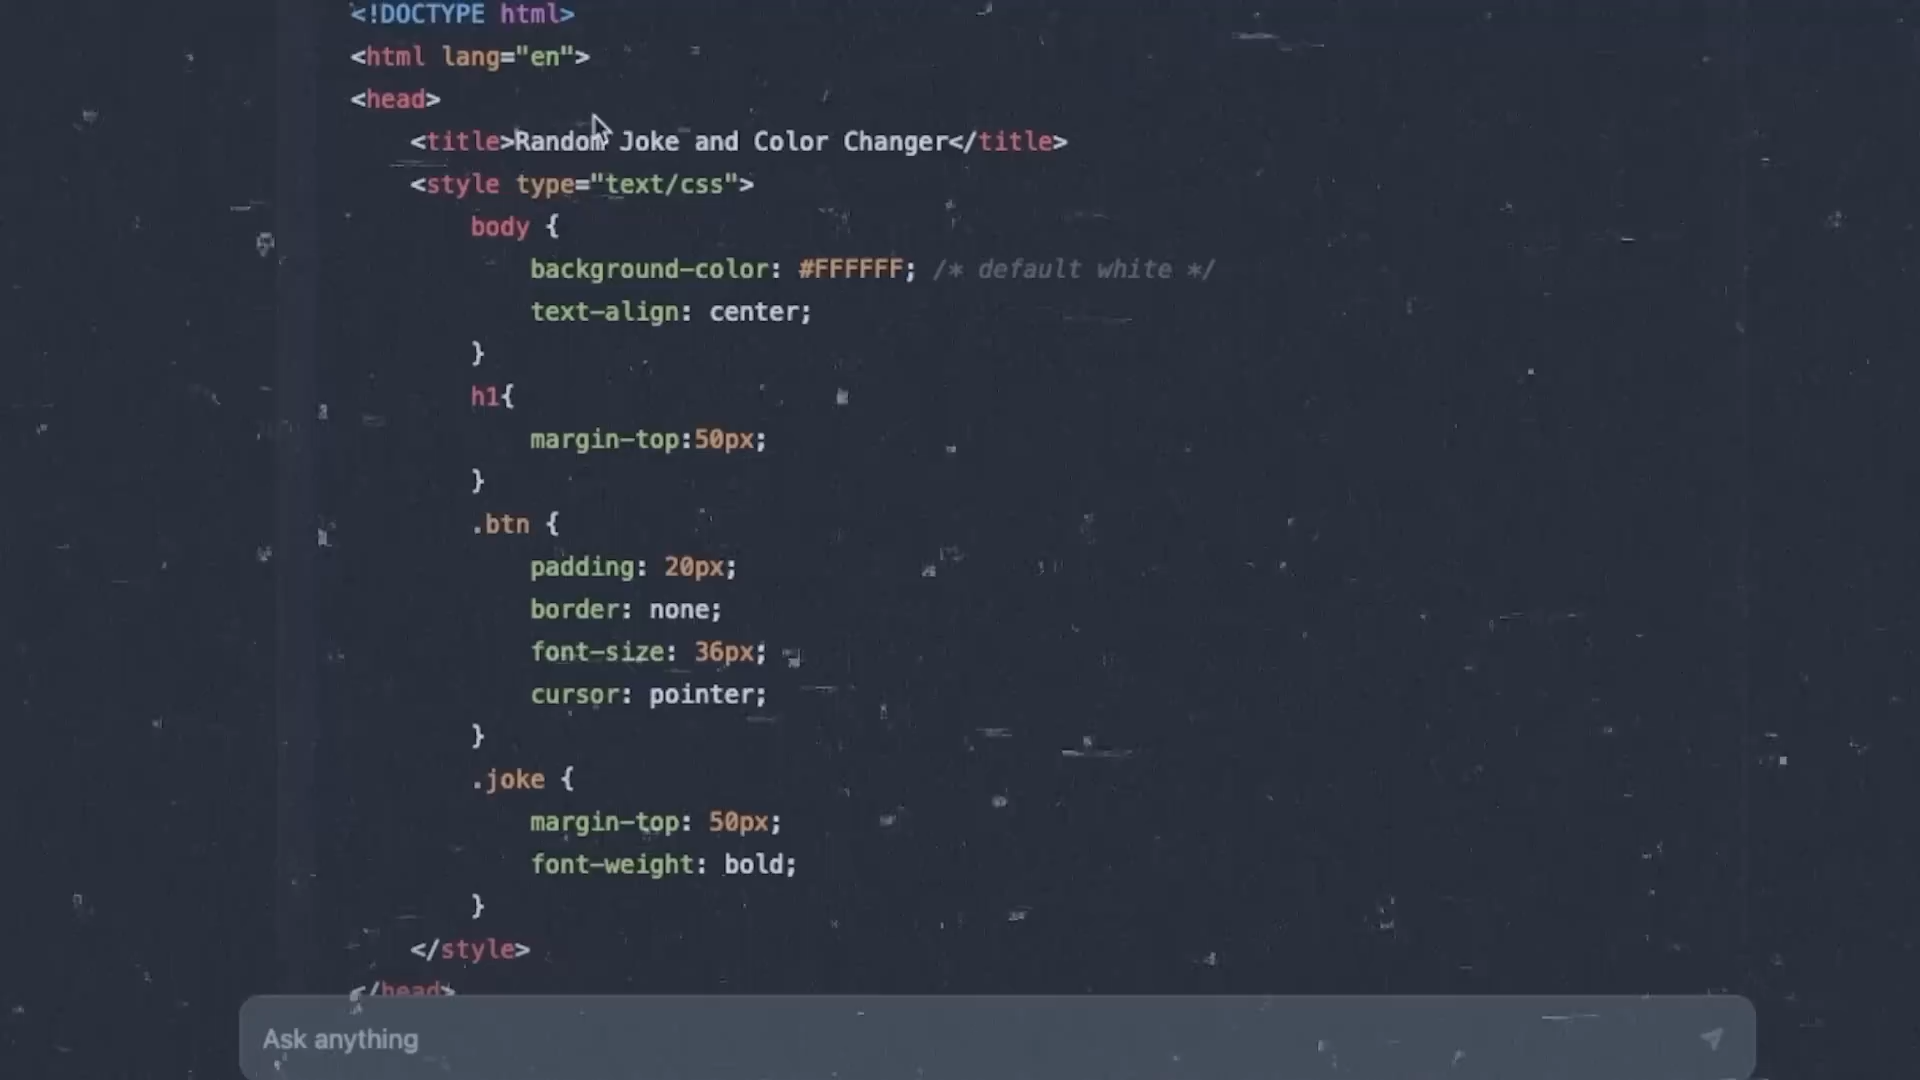 <!DOCTYPE html>
<html lang="en">
<head>
<title>Random Joke and Color Changer</title>
<style type="text/css">
body {
background-color: #FFFFFF; /* default white */
text-align: center;
}
h1{
margin-top:50px;
}
.btn {
padding: 20px;
border: none;
font-size: 36px;
cursor: pointer;
}
.joke {
margin-top: 50px;
font-weight: bold;
}
</style>
</head>
Ask anything